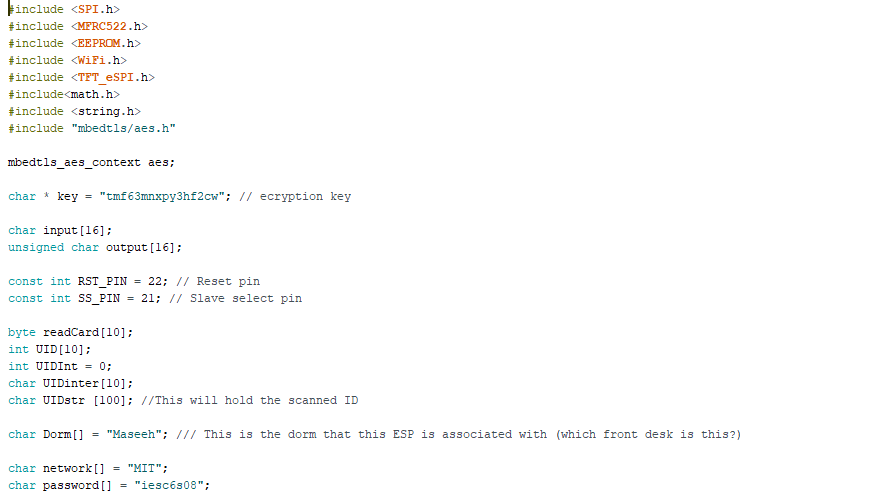 #include <SPI.h>
#include <MFRC522.h>
#include <EEPROM.h>
#include <WiFi.h>
#include <TFT_eSPI.h>
#include<math.h>
#include <string.h>
#include "mbedtls/aes.h"
mbedtls_aes_context aes;
char * key = "tmf63mnxpy3hf2cw"; // ecryption key
char input[16];
unsigned char output[16];
const int RST_PIN = 22; // Reset pin
const int SS_PIN = 21; // Slave select pin
byte readCard[10];
int UID[10];
int UIDInt = 0;
char UIDinter[10];
char UIDstr [100]; //This will hold the scanned ID
char Dorm[] = "Maseeh"; /// This is the dorm that this ESP is associated with (which front desk is this?)
char network[] = "MIT";
char password[] = "iesc6s08";